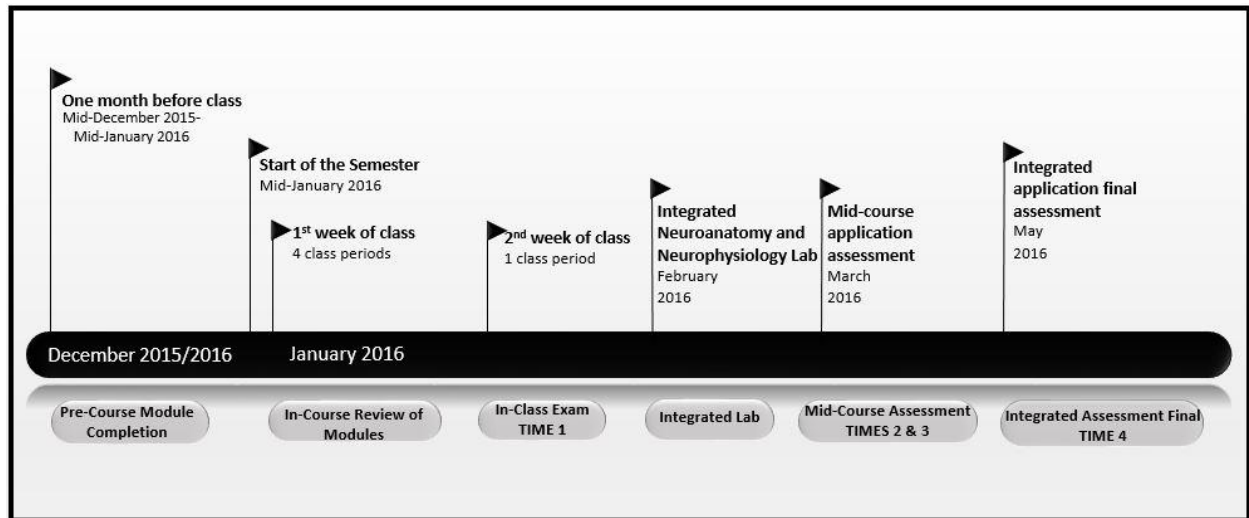 One month before class
Mid-December 2015-
Mid-January 2016
Start of the Semester
Mid-January 2016
1st week of class
4 class periods
2nd week of class
1 class period
Integrated
Neuroanatomy and
Neurophysiology Lab
February
2016
Mid-course
application
assessment
March
2016
Integrated
application final
assessment
May
2016
December 2015/2016
January 2016
Pre-Course Module
Completion
In-Course Review of
Modules
In-Class Exam
TIME 1
Integrated Lab
Mid-Course Assessment
TIMES 2 & 3
Integrated Assessment Final
TIME 4